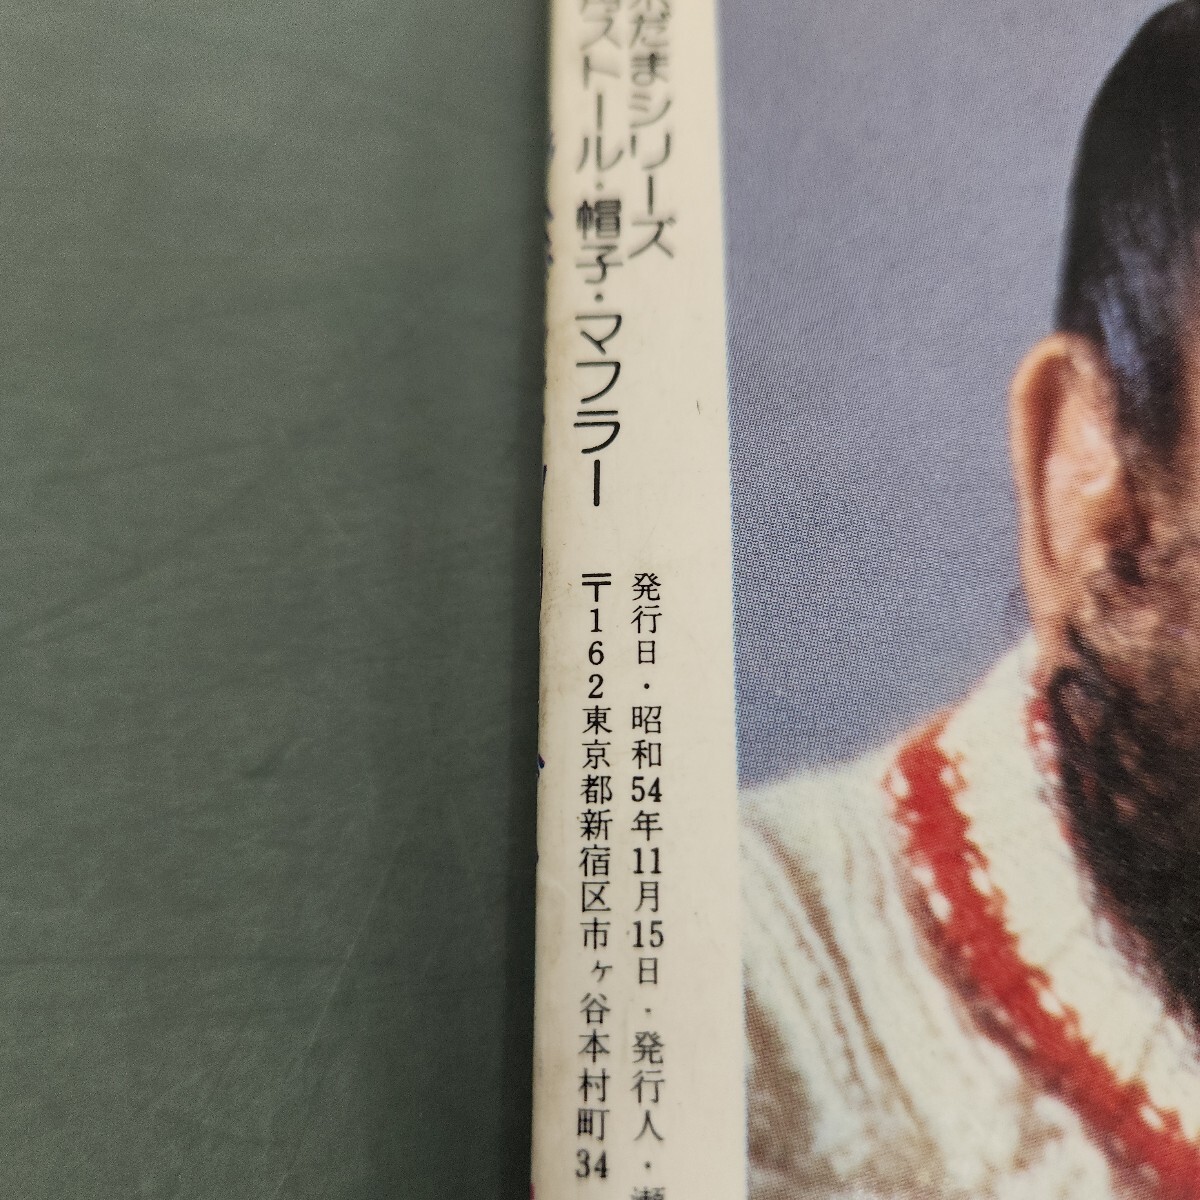 だまシリーズ
ストール・帽子・マフラー
発行日・昭和54年11月15日・発行人・瀬
〒162東京都新宿区市ヶ谷本村町34